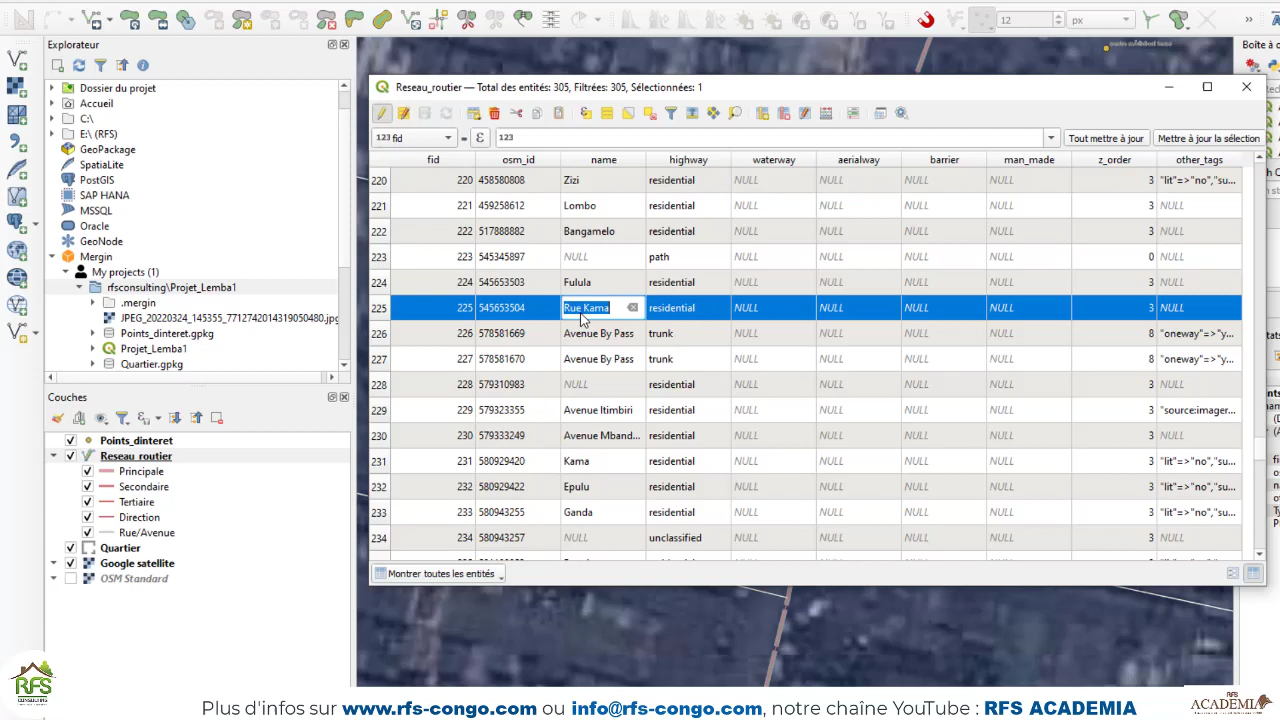 12
px
Explorateur
Dossier du projet
Accueil
C:\
E:\ (RFS)
GeoPackage
SpatiaLite
PostGIS
SAP HANA
MSSQL
Oracle
GeoNode
Mergin
My projects (1)
rfsconsulting\Projet_Lemba1
.mergin
JPEG_20220324_145355_7712742014319050480.jpg
Points_dinteret.gpkg
Projet_Lemba1
Quartier.gpkg
Couches
Points_dinteret
Reseau_routier
Principale
Secondaire
Tertiaire
Direction
Rue/Avenue
Quartier
Google satellite
OSM Standard
Reseau_routier — Total des entités: 305, Filtrées: 305, Sélectionnées: 1
123 fid = ε 123 Tout mettre à jour Mettre à jour la sélection
fid osm_id name highway waterway aerialway barrier man_made z_order other_tags
220 220 458580808 Zizi residential NULL NULL NULL NULL 3 "lit"=>"no","su...
221 221 459258612 Lombo residential NULL NULL NULL NULL 3 NULL
222 222 517888882 Bangamelo residential NULL NULL NULL NULL 3 NULL
223 223 545345897 NULL path NULL NULL NULL NULL 0 NULL
224 224 545653503 Fulula residential NULL NULL NULL NULL 3 NULL
225 225 545653504 Rue Kama residential NULL NULL NULL NULL 3 NULL
226 226 578581669 Avenue By Pass trunk NULL NULL NULL NULL 8 "oneway"=>"y...
227 227 578581670 Avenue By Pass trunk NULL NULL NULL NULL 8 "oneway"=>"y...
228 228 579310983 NULL residential NULL NULL NULL NULL 3 NULL
229 229 579323355 Avenue Itimbiri residential NULL NULL NULL NULL 3 "source:imager...
230 230 579333249 Avenue Mband... residential NULL NULL NULL NULL 3 NULL
231 231 580929420 Kama residential NULL NULL NULL NULL 3 "lit"=>"no","su...
232 232 580929422 Epulu residential NULL NULL NULL NULL 3 "lit"=>"no","su...
233 233 580943255 Ganda residential NULL NULL NULL NULL 3 "lit"=>"no","su...
234 234 580943257 NULL unclassified NULL NULL NULL NULL 3 NULL
Montrer toutes les entités
Boîte à o
RFS
CONSULTING
Plus d'infos sur www.rfs-congo.com ou info@rfs-congo.com, notre chaîne YouTube : RFS ACADEMIA
RFS
ACADEMIA